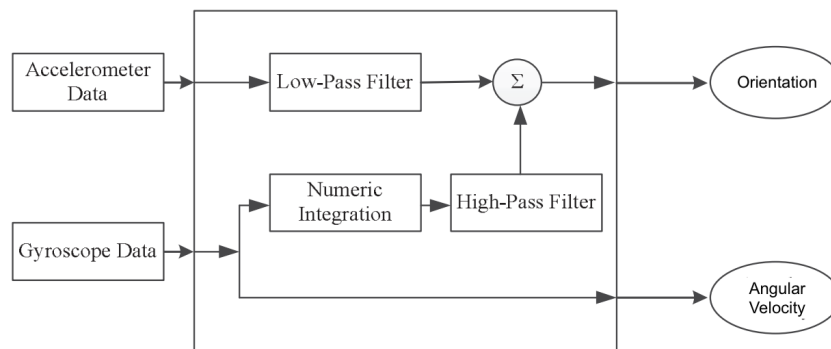 Accelerometer
Data
Low-Pass Filter
Σ
Orientation
Numeric
Integration
High-Pass Filter
Gyroscope Data
Angular
Velocity